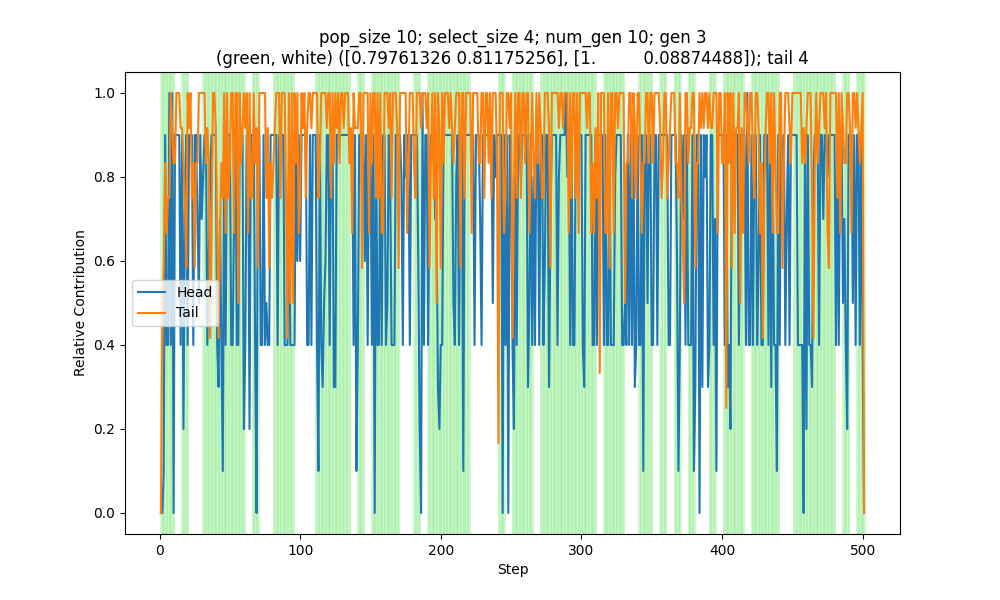 pop_size 10; select_size 4; num_gen 10; gen 3
(green, white) ([0.79761326 0.81175256], [1.          0.08874488]); tail 4
1.0
0.8
0.6
0.4
0.2
0.0
Relative Contribution
Head
Tail
0
100
200
300
400
500
Step